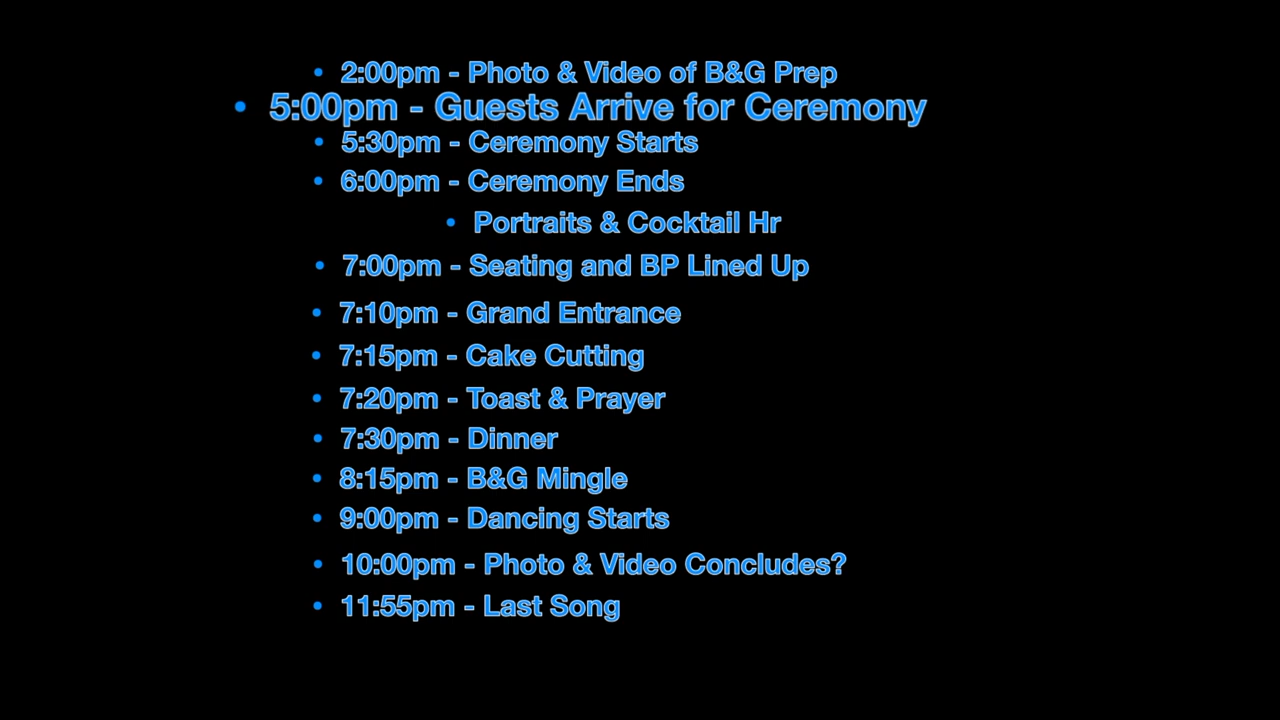 • 2:00pm - Photo & Video of B&G Prep
• 5:00pm - Guests Arrive for Ceremony
• 5:30pm - Ceremony Starts
• 6:00pm - Ceremony Ends
• Portraits & Cocktail Hr
• 7:00pm - Seating and BP Lined Up
• 7:10pm - Grand Entrance
• 7:15pm - Cake Cutting
• 7:20pm - Toast & Prayer
• 7:30pm - Dinner
• 8:15pm - B&G Mingle
• 9:00pm - Dancing Starts
• 10:00pm - Photo & Video Concludes?
• 11:55pm - Last Song